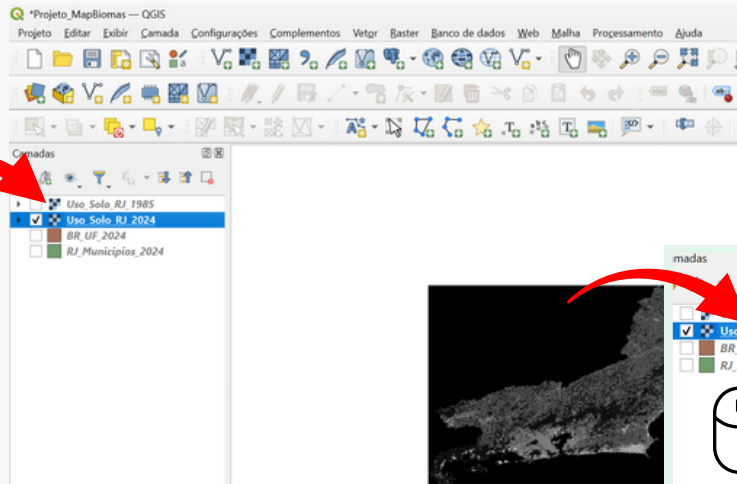 *Projeto_MapBiomas — QGIS
Projeto Editar Exibir Camada Configurações Complementos Vetor Raster Banco de dados Web Malha Processamento Ajuda
Camadas
Uso_Solo_RJ_1985
Uso_Solo_RJ_2024
BR_UF_2024
RJ_Municipios_2024
madas
Uso
BR_
RJ_